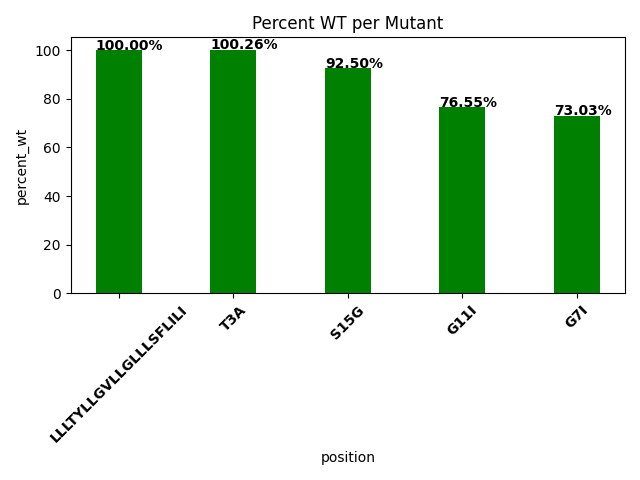 Percent WT per Mutant
100.00%
100.26%
92.50%
76.55%
73.03%
percent_wt
100
80
60
40
20
0
LLLTYLLGVLLGLLLSFLILI
T3A
S15G
G11I
G7I
position